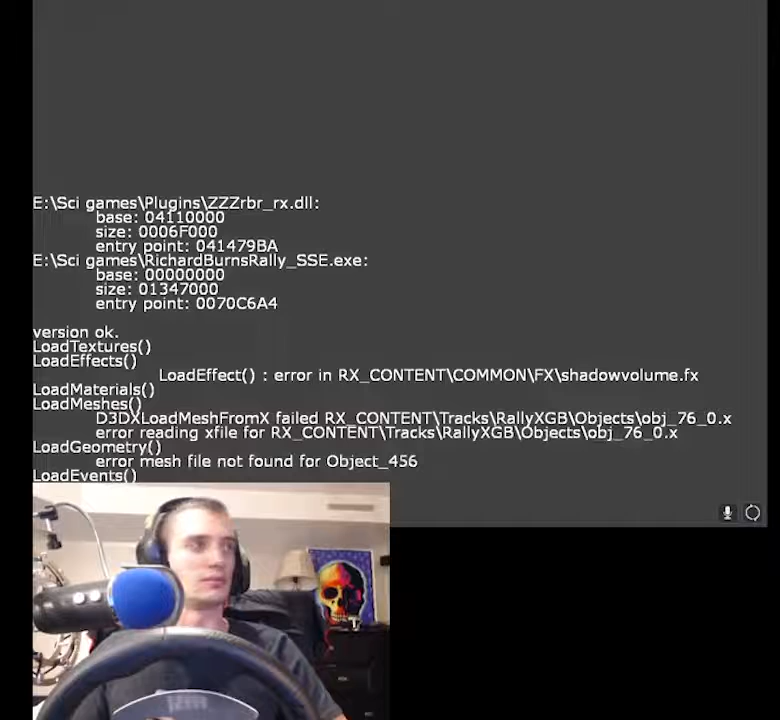 E:\Sci games\Plugins\ZZZrbr_rx.dll:
base: 04110000
size: 0006F000
entry point: 041479BA
E:\Sci games\RichardBurnsRally_SSE.exe:
base: 00000000
size: 01347000
entry point: 0070C6A4
version ok.
LoadTextures()
LoadEffects()
LoadEffect() : error in RX_CONTENT\COMMON\FX\shadowvolume.fx
LoadMaterials()
LoadMeshes()
D3DXLoadMeshFromX failed RX_CONTENT\Tracks\RallyXGB\Objects\obj_76_0.x
error reading xfile for RX_CONTENT\Tracks\RallyXGB\Objects\obj_76_0.x
LoadGeometry()
error mesh file not found for Object_456
LoadEvents()